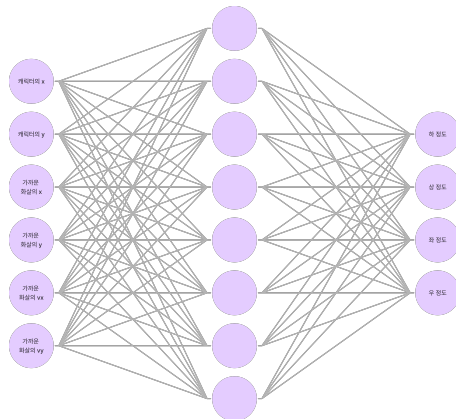 캐릭터의 x
캐릭터의 y
가까운
화살의 x
가까운
화살의 y
가까운
화살의 vx
가까운
화살의 vy
하 정도
상 정도
좌 정도
우 정도